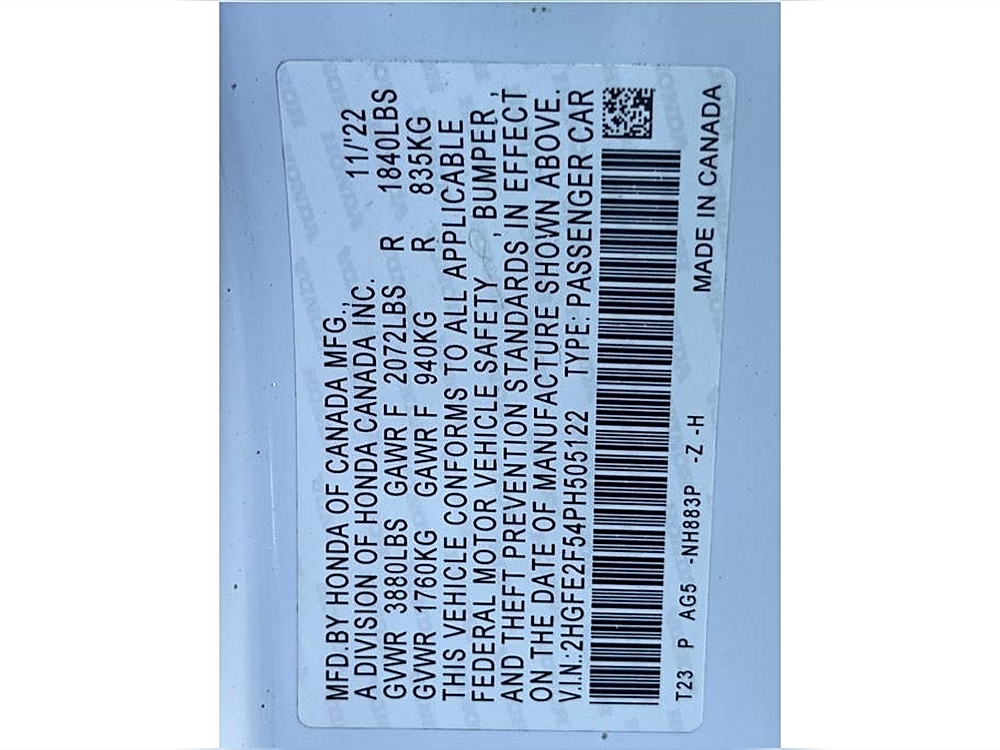 MFD.BY HONDA OF CANADA MFG., 11/'22
A DIVISION OF HONDA CANADA INC.
GVWR 3880LBS GAWR F 2072LBS R 1840LBS
GVWR 1760KG GAWR F 940KG R 835KG
THIS VEHICLE CONFORMS TO ALL APPLICABLE
FEDERAL MOTOR VEHICLE SAFETY , BUMPER ,
AND THEFT PREVENTION STANDARDS IN EFFECT
ON THE DATE OF MANUFACTURE SHOWN ABOVE.
V.I.N.:2HGFE2F54PH505122 TYPE: PASSENGER CAR
T23 P AG5 -NH883P -Z -H
MADE IN CANADA